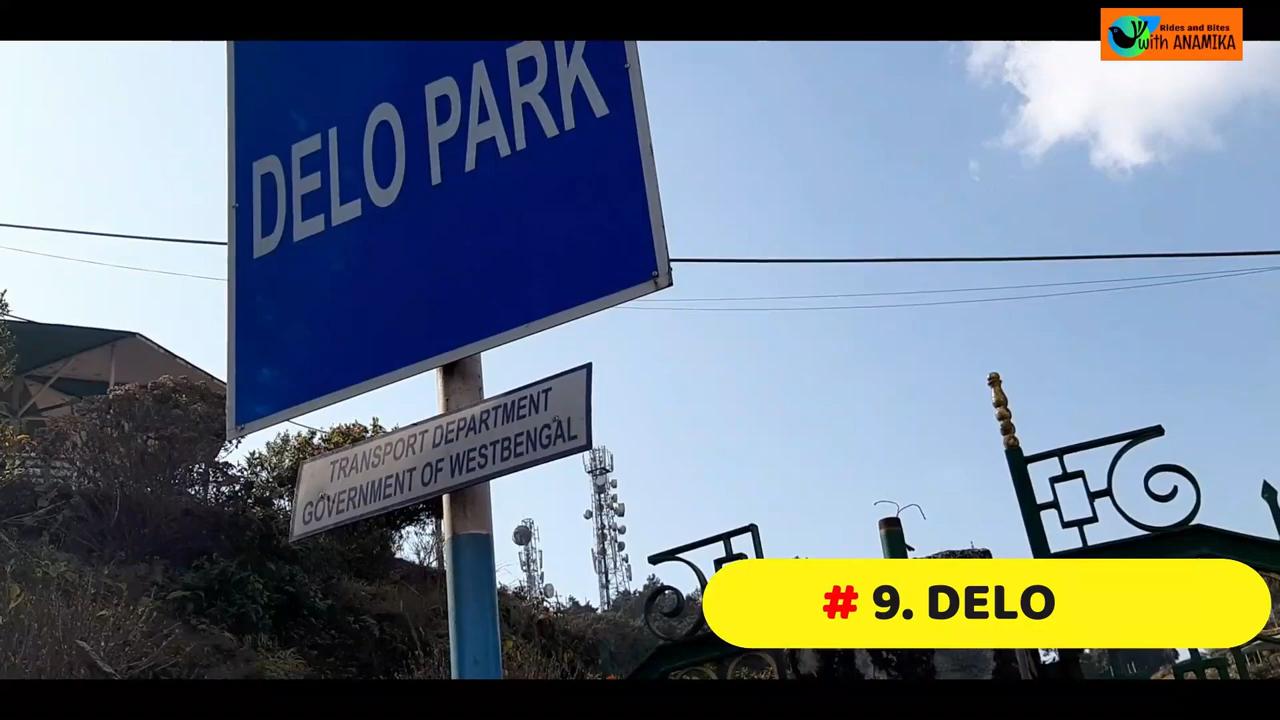 Rides and Bites
with ANAMIKA
DELO PARK
TRANSPORT DEPARTMENT
GOVERNMENT OF WESTBENGAL
# 9. DELO